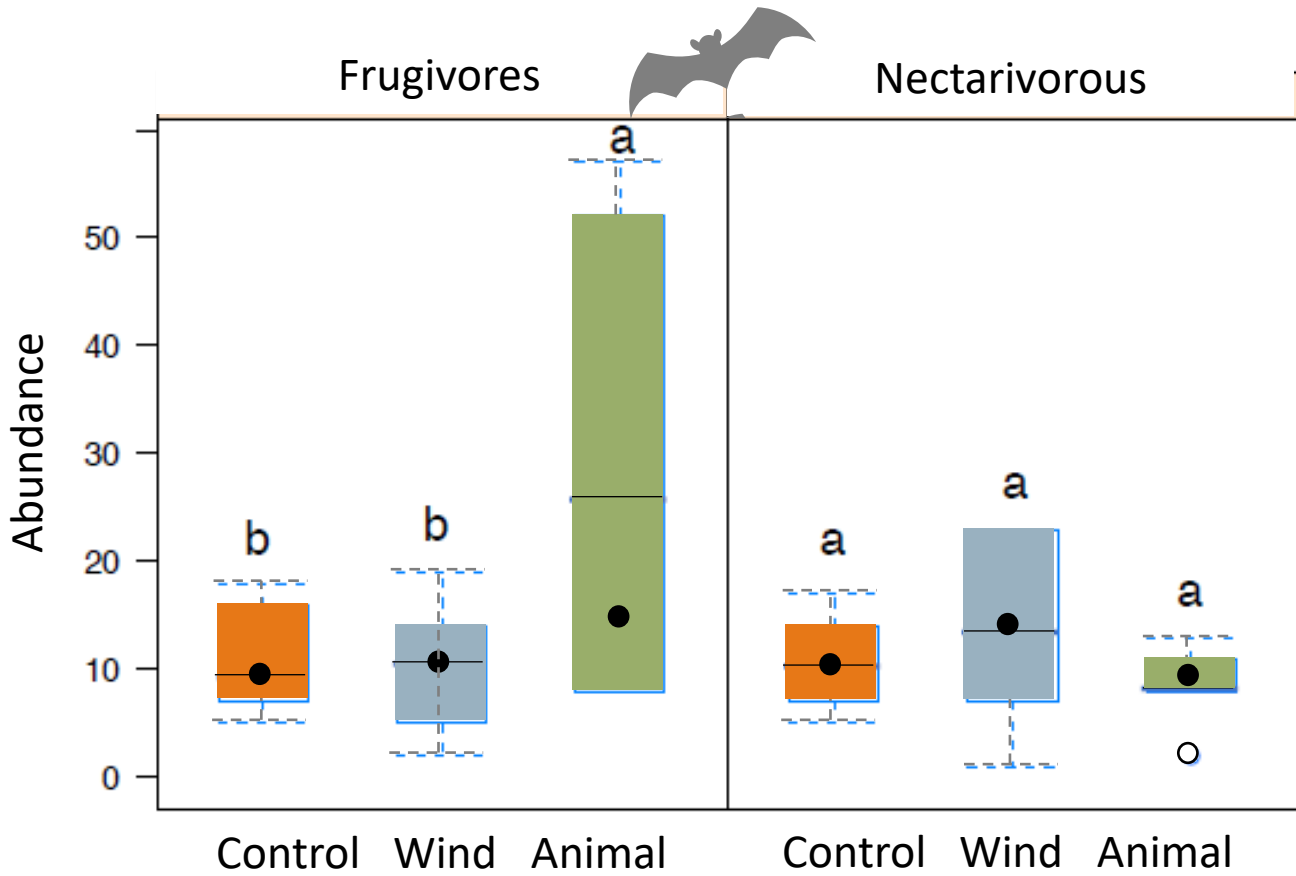 Frugivores
Nectarivorous
a
50
40
30
20
10
0
Abundance
b
b
a
a
a
Control Wind Animal
Control Wind Animal